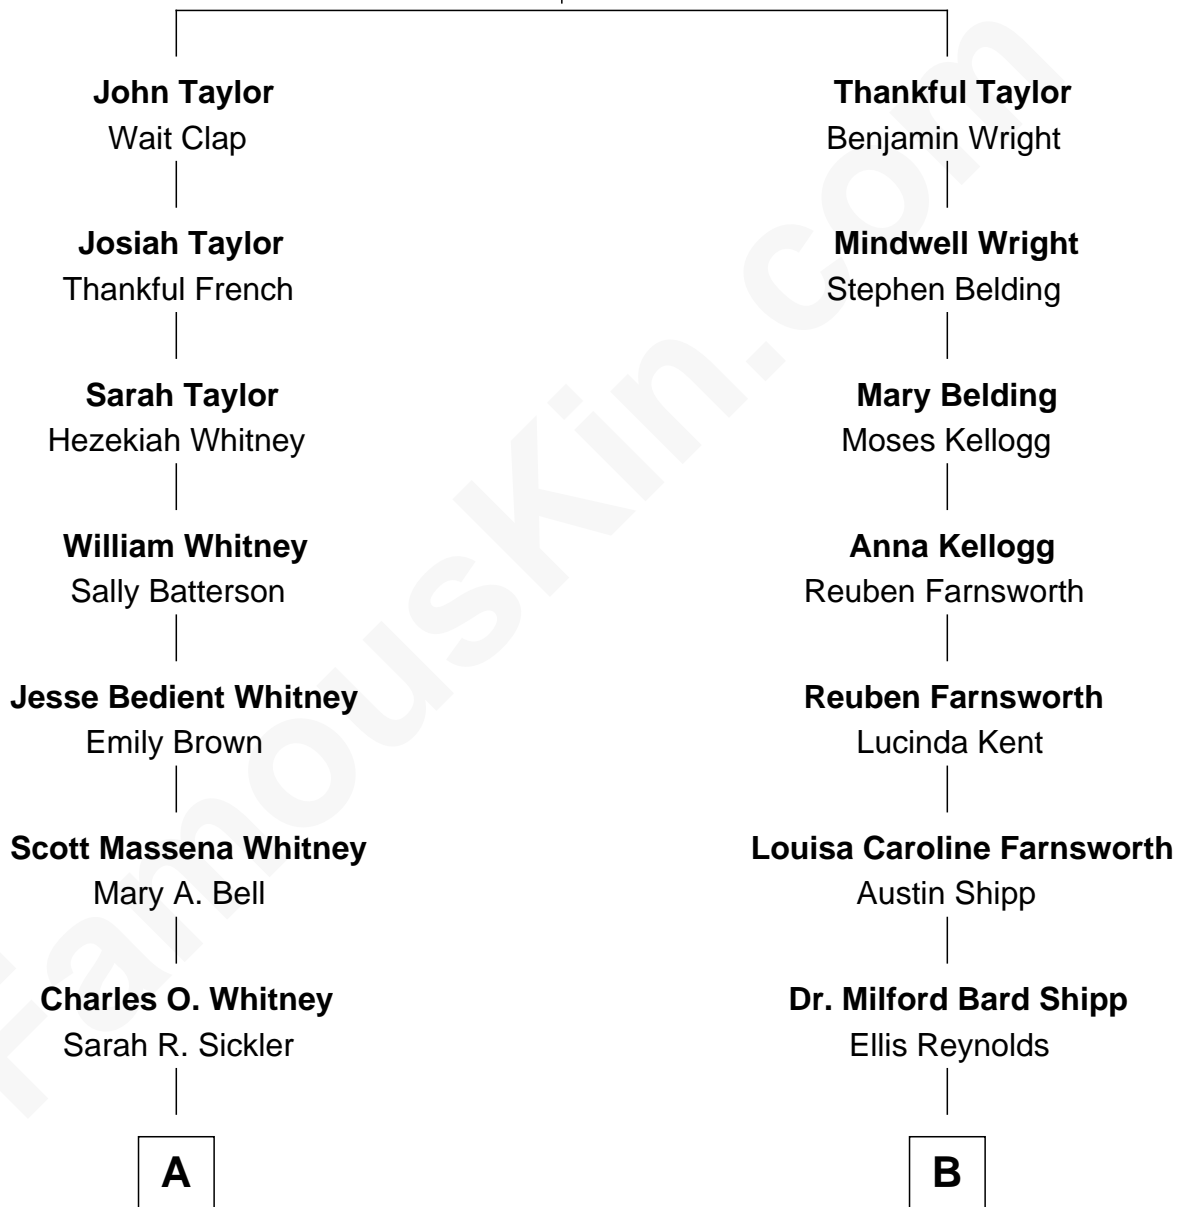 John Taylor
Wait Clap
Thankful Taylor
Benjamin Wright
Josiah Taylor
Thankful French
Mindwell Wright
Stephen Belding
Sarah Taylor
Hezekiah Whitney
Mary Belding
Moses Kellogg
William Whitney
Sally Batterson
Anna Kellogg
Reuben Farnsworth
Jesse Bedient Whitney
Emily Brown
Reuben Farnsworth
Lucinda Kent
Scott Massena Whitney
Mary A. Bell
Louisa Caroline Farnsworth
Austin Shipp
Charles O. Whitney
Sarah R. Sickler
Dr. Milford Bard Shipp
Ellis Reynolds
A
B
FamousKin.com